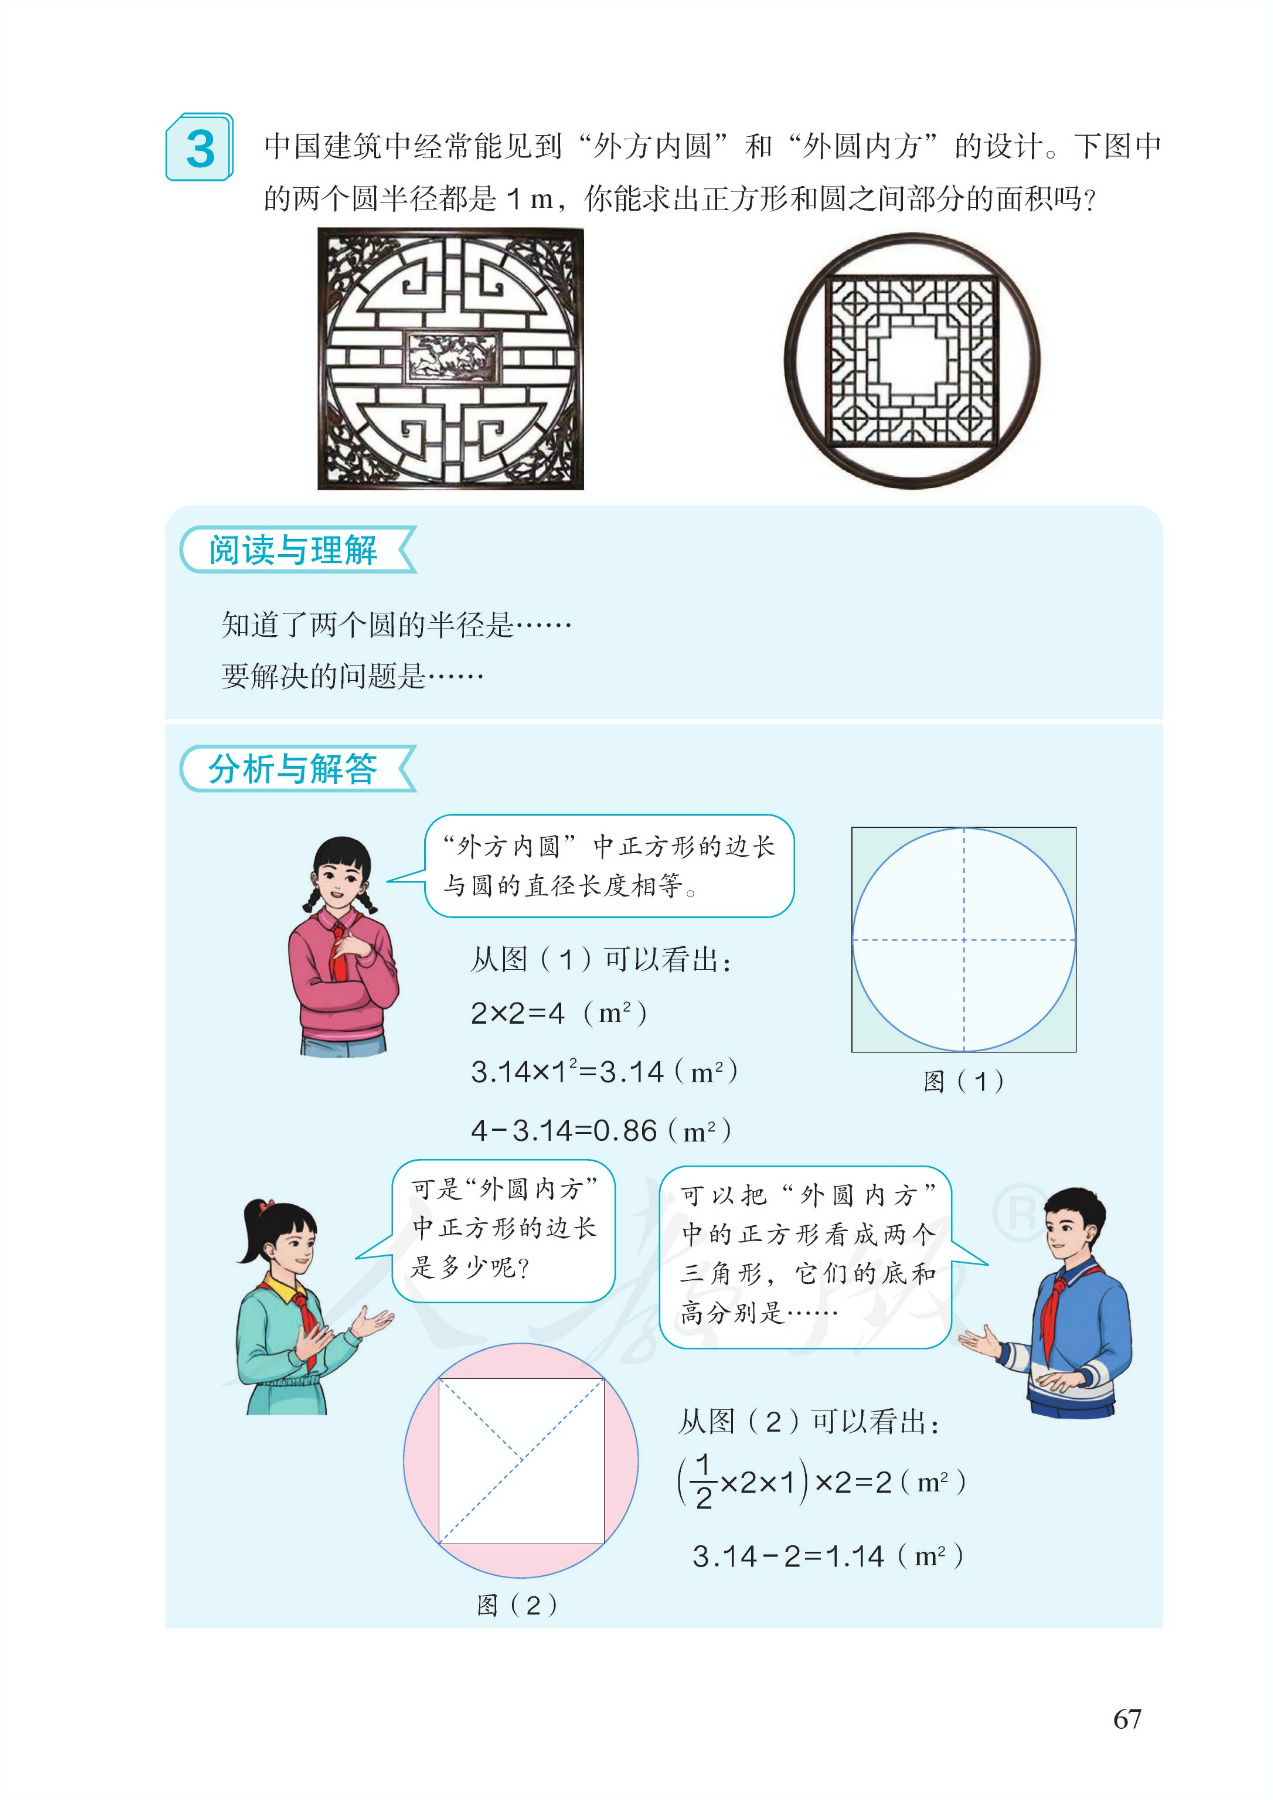 3
中国建筑中经常能见到“外方内圆”和“外圆内方”的设计。下图中
的两个圆半径都是 1 m，你能求出正方形和圆之间部分的面积吗？
阅读与理解
知道了两个圆的半径是……
要解决的问题是……
分析与解答
“外方内圆”中正方形的边长
与圆的直径长度相等。
从图（1）可以看出：
2×2=4（m²）
3.14×1²=3.14（m²）
4-3.14=0.86（m²）
图（1）
可是“外圆内方”
中正方形的边长
是多少呢？
可以把“外圆内方”
中的正方形看成两个
三角形，它们的底和
高分别是……
从图（2）可以看出：
(1/2×2×1)×2=2（m²）
3.14-2=1.14（m²）
图（2）
人教版®
67